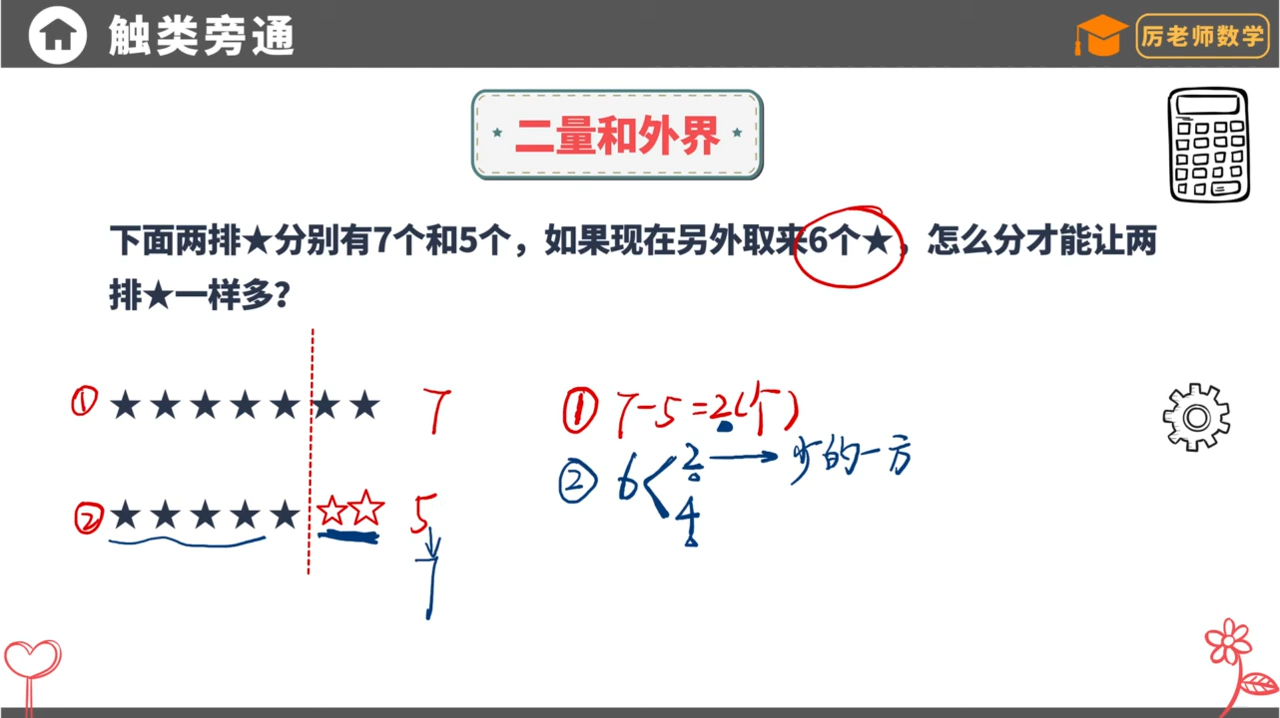 触类旁通
厉老师数学
二量和外界
下面两排★分别有7个和5个，如果现在另外取来6个★，怎么分才能让两
排★一样多？
① ★★★★★★★ 7
② ★★★★★☆☆ 5
7
① 7-5=2(个)
② 6 2 → 少的一方
4